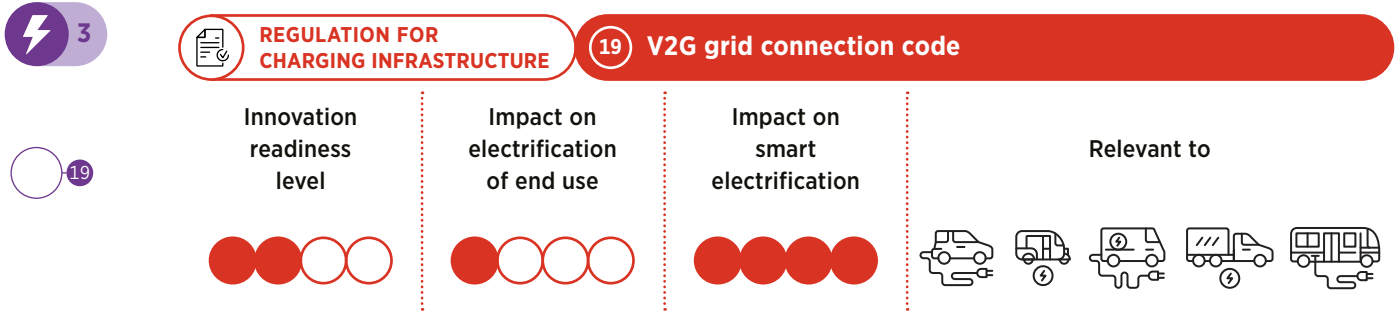 3
REGULATION FOR
CHARGING INFRASTRUCTURE
19 V2G grid connection code
Innovation
readiness
level
Impact on
electrification
of end use
Impact on
smart
electrification
Relevant to
19